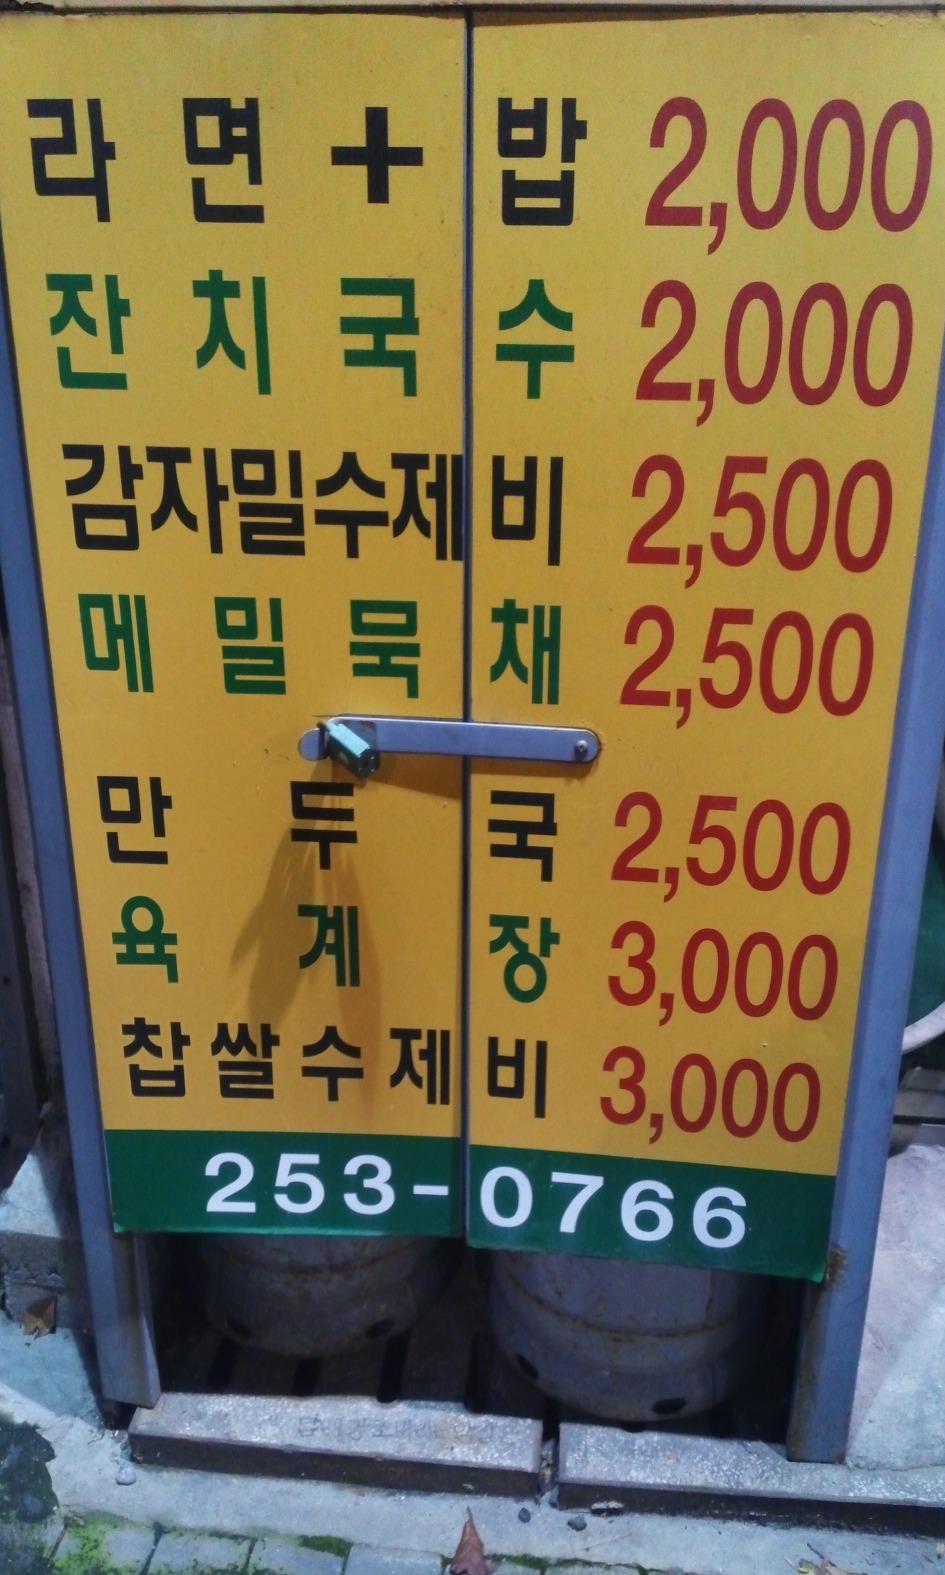 라면+밥 2,000
잔치국수 2,000
감자밀수제비 2,500
메밀묵채 2,500
만두국 2,500
육계장 3,000
찹쌀수제비 3,000
253-0766